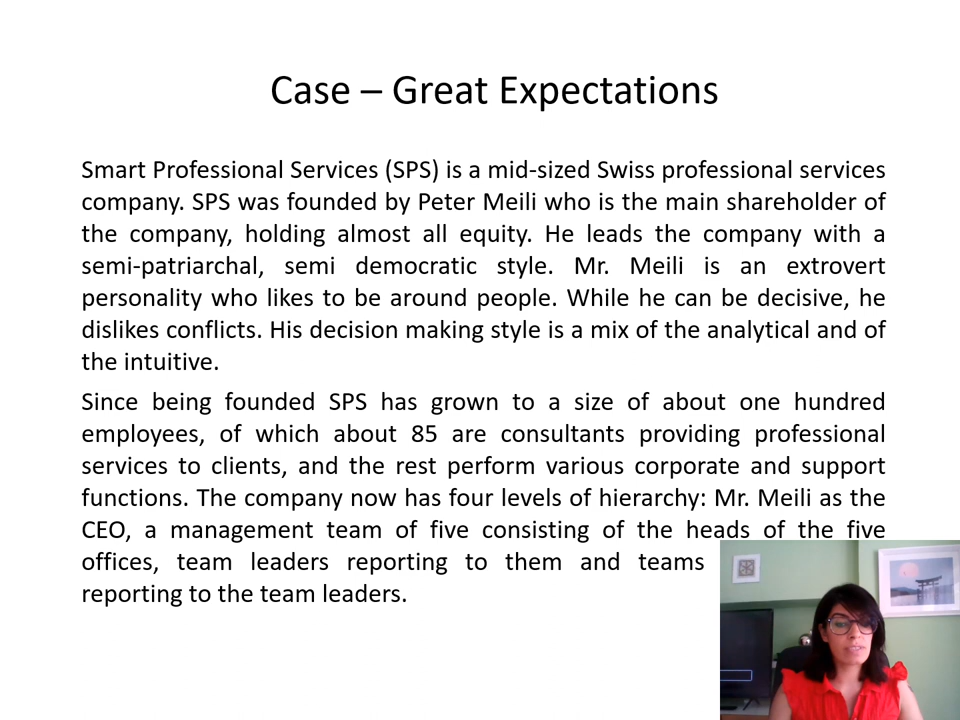 Case – Great Expectations
Smart Professional Services (SPS) is a mid-sized Swiss professional services
company. SPS was founded by Peter Meili who is the main shareholder of
the company, holding almost all equity. He leads the company with a
semi-patriarchal, semi democratic style. Mr. Meili is an extrovert
personality who likes to be around people. While he can be decisive, he
dislikes conflicts. His decision making style is a mix of the analytical and of
the intuitive.
Since being founded SPS has grown to a size of about one hundred
employees, of which about 85 are consultants providing professional
services to clients, and the rest perform various corporate and support
functions. The company now has four levels of hierarchy: Mr. Meili as the
CEO, a management team of five consisting of the heads of the five
offices, team leaders reporting to them and teams
reporting to the team leaders.